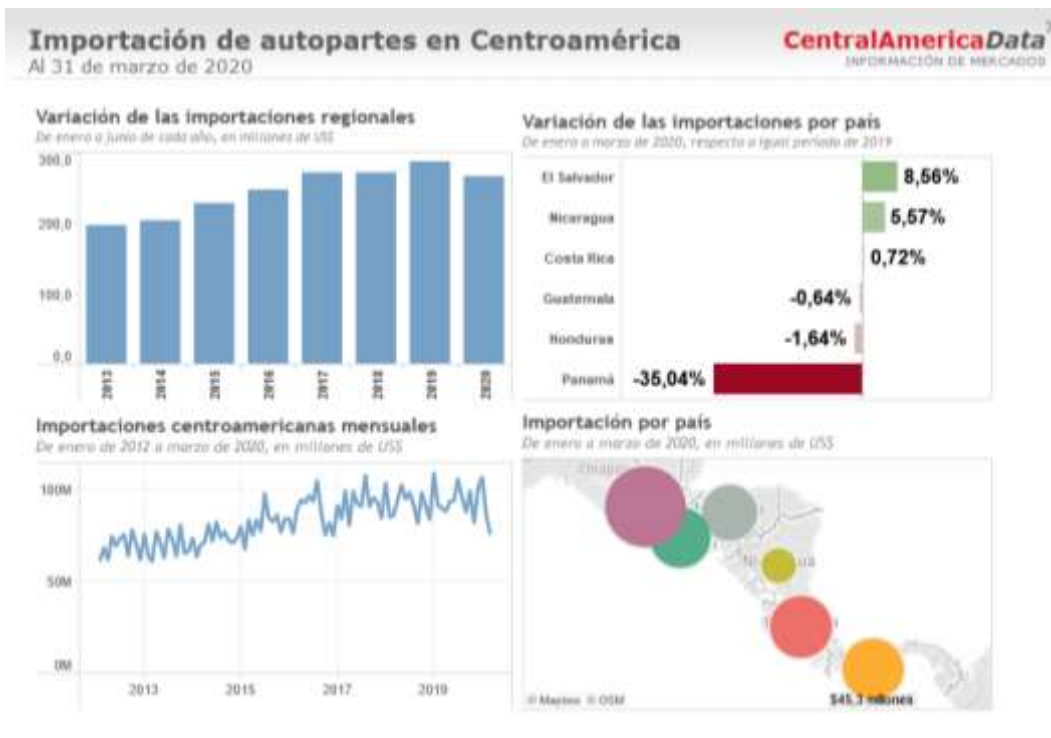 Importación de autopartes en Centroamérica
Al 31 de marzo de 2020
CentralAmericaData
INFORMACIÓN DE MERCADOS
Variación de las importaciones regionales
De enero a junio de cada año, en millones de US$
300,0
200,0
100,0
0,0
2013
2014
2015
2016
2017
2018
2019
2020
Variación de las importaciones por país
De enero a marzo de 2020, respecto a igual periodo de 2019
El Salvador 8,56%
Nicaragua 5,57%
Costa Rica 0,72%
Guatemala -0,64%
Honduras -1,64%
Panamá -35,04%
Importaciones centroamericanas mensuales
De enero de 2012 a marzo de 2020, en millones de US$
100M
50M
0M
2013 2015 2017 2019
Importación por país
De enero a marzo de 2020, en millones de US$
© Mapbox © OSM
$45,3 millones